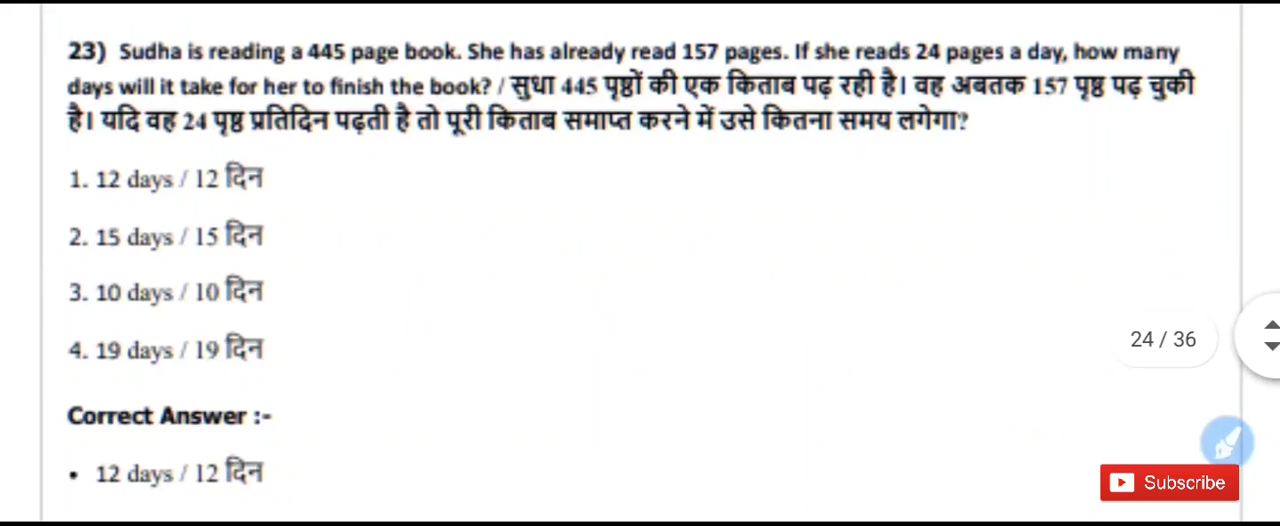 23) Sudha is reading a 445 page book. She has already read 157 pages. If she reads 24 pages a day, how many
days will it take for her to finish the book? / सुधा 445 पृष्ठों की एक किताब पढ़ रही है। वह अबतक 157 पृष्ठ पढ़ चुकी
है। यदि वह 24 पृष्ठ प्रतिदिन पढ़ती है तो पूरी किताब समाप्त करने में उसे कितना समय लगेगा?
1. 12 days / 12 दिन
2. 15 days / 15 दिन
3. 10 days / 10 दिन
24 / 36
4. 19 days / 19 दिन
Correct Answer :-
• 12 days / 12 दिन
Subscribe